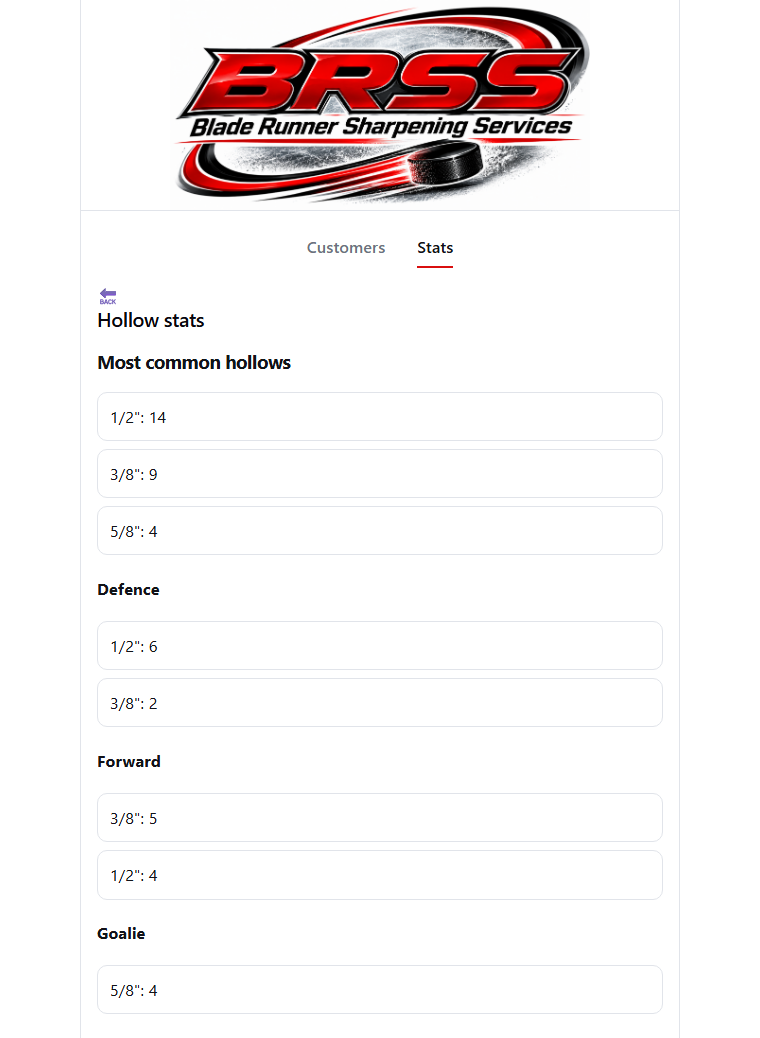 BRSS
Blade Runner Sharpening Services
Customers Stats
BACK
Hollow stats
Most common hollows
1/2": 14
3/8": 9
5/8": 4
Defence
1/2": 6
3/8": 2
Forward
3/8": 5
1/2": 4
Goalie
5/8": 4